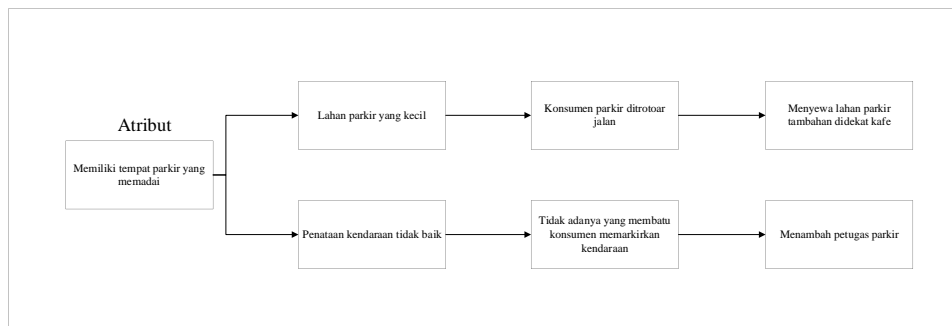 Atribut
Memiliki tempat parkir yang
memadai
Lahan parkir yang kecil
Konsumen parkir ditrotoar
jalan
Menyewa lahan parkir
tambahan didekat kafe
Penataan kendaraan tidak baik
Tidak adanya yang membatu
konsumen memarkirkan
kendaraan
Menambah petugas parkir